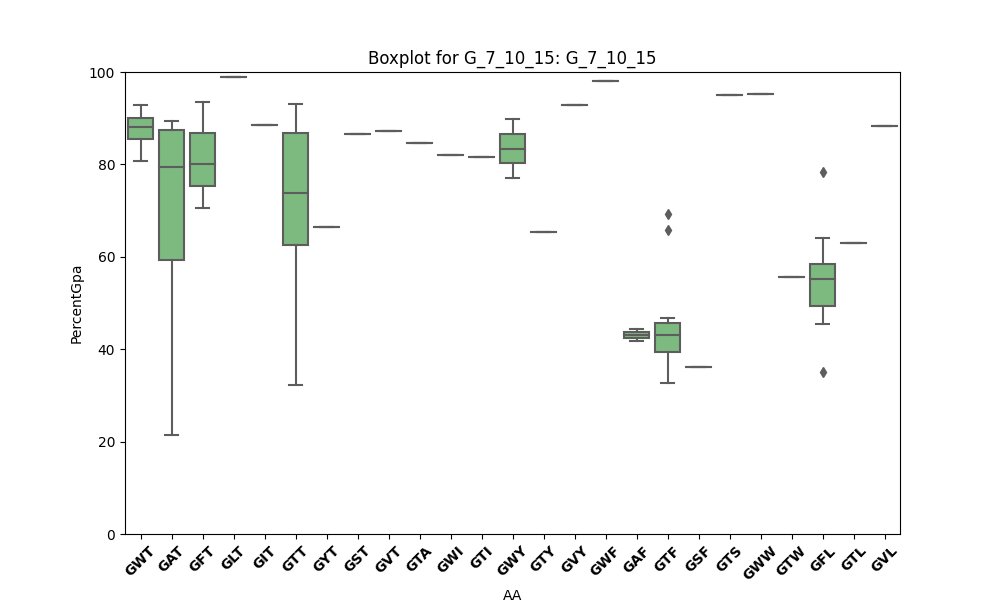 Boxplot for G_7_10_15: G_7_10_15
100
80
60
40
20
0
PercentGpa
GWT GAT GFT GLT GIT GTT GYT GST GVT GTA GWI GTI GWY GTY GVY GWF GAF GTF GSF GTS GWW GTW GFL GTL GVL
AA